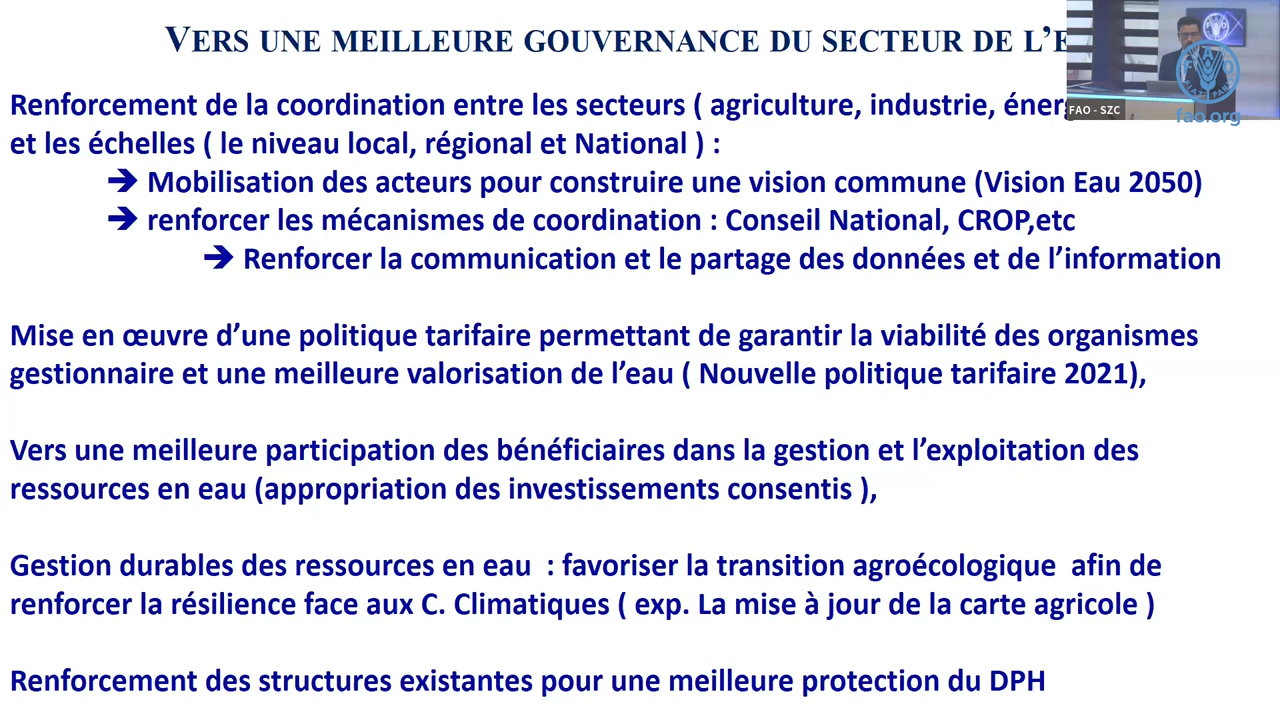 VERS UNE MEILLEURE GOUVERNANCE DU SECTEUR DE L’E
Renforcement de la coordination entre les secteurs ( agriculture, industrie, éner
et les échelles ( le niveau local, régional et National ) :
➔ Mobilisation des acteurs pour construire une vision commune (Vision Eau 2050)
➔ renforcer les mécanismes de coordination : Conseil National, CROP,etc
➔ Renforcer la communication et le partage des données et de l’information
Mise en œuvre d’une politique tarifaire permettant de garantir la viabilité des organismes
gestionnaire et une meilleure valorisation de l’eau ( Nouvelle politique tarifaire 2021),
Vers une meilleure participation des bénéficiaires dans la gestion et l’exploitation des
ressources en eau (appropriation des investissements consentis ),
Gestion durables des ressources en eau : favoriser la transition agroécologique afin de
renforcer la résilience face aux C. Climatiques ( exp. La mise à jour de la carte agricole )
Renforcement des structures existantes pour une meilleure protection du DPH
FAO - SZC
fao.org